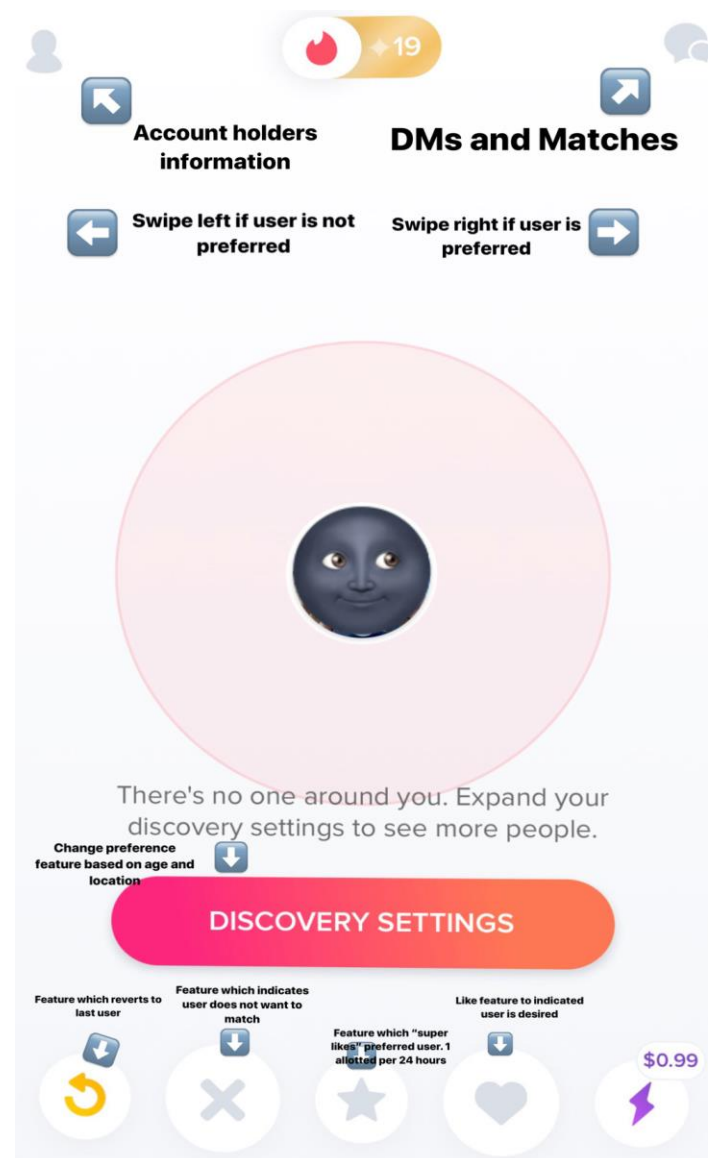 19
Account holders
information
DMs and Matches
Swipe left if user is not
preferred
Swipe right if user is
preferred
There's no one around you. Expand your
discovery settings to see more people.
Change preference
feature based on age and
location
DISCOVERY SETTINGS
Feature which reverts to
last user
Feature which indicates
user does not want to
match
Feature which “super
likes” preferred user. 1
allotted per 24 hours
Like feature to indicated
user is desired
$0.99